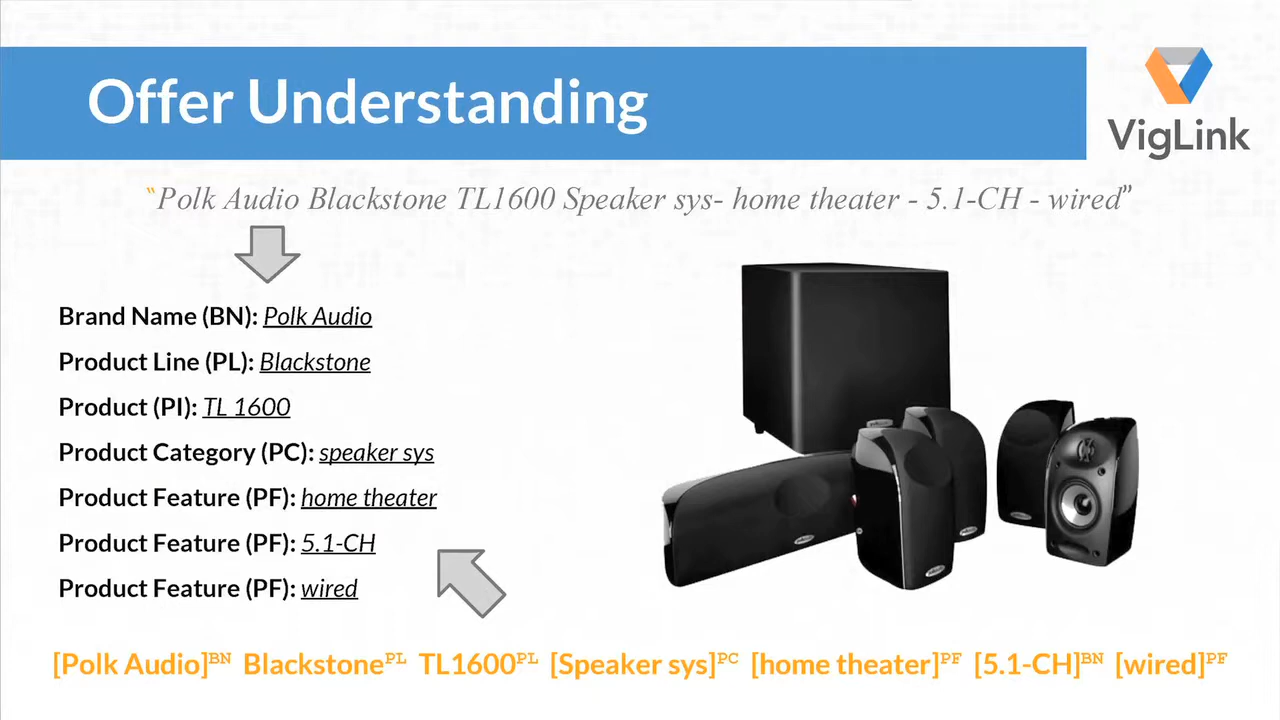 Offer Understanding
VigLink
“Polk Audio Blackstone TL1600 Speaker sys- home theater - 5.1-CH - wired”
Brand Name (BN): Polk Audio
Product Line (PL): Blackstone
Product (PI): TL 1600
Product Category (PC): speaker sys
Product Feature (PF): home theater
Product Feature (PF): 5.1-CH
Product Feature (PF): wired
[Polk Audio]BN Blackstone PL TL1600 PL [Speaker sys]PC [home theater]PF [5.1-CH]BN [wired]PF